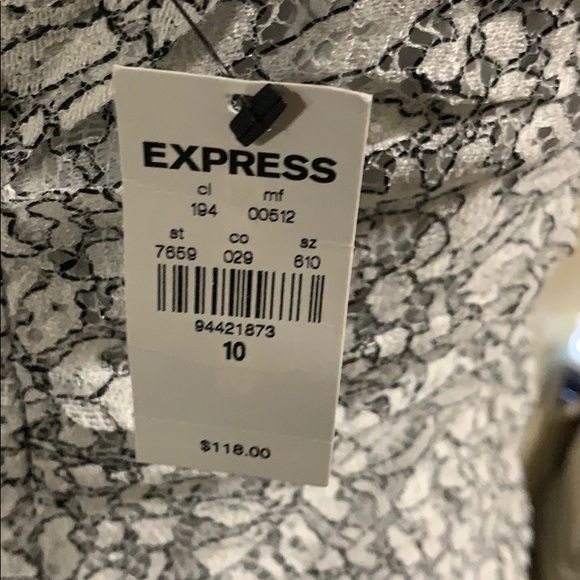 EXPRESS
cl mf
194 00512
st co sz
7659 029 610
94421873
10
$118.00